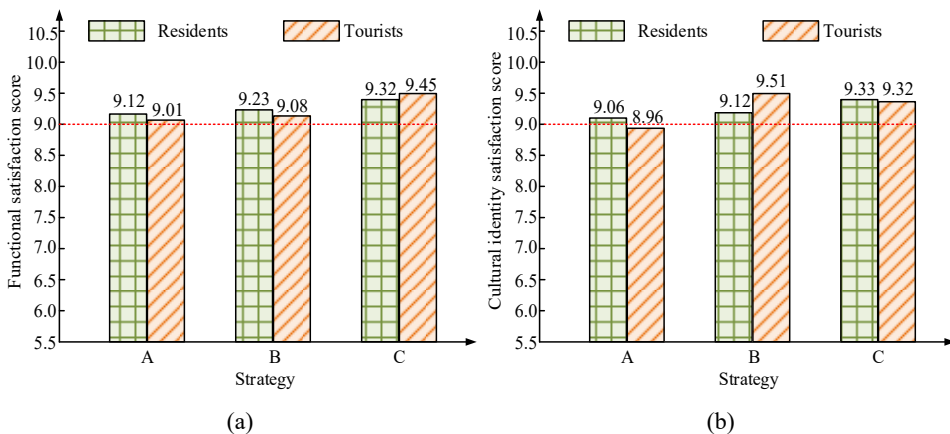 Functional satisfaction score
10.5
10.0
9.5
9.0
8.5
8.0
7.5
7.0
6.5
6.0
5.5
Residents
Tourists
9.12
9.01
9.23
9.08
9.32
9.45
A
B
C
Strategy
(a)
Cultural identity satisfaction score
10.5
10.0
9.5
9.0
8.5
8.0
7.5
7.0
6.5
6.0
5.5
Residents
Tourists
9.06
8.96
9.12
9.51
9.33
9.32
A
B
C
Strategy
(b)